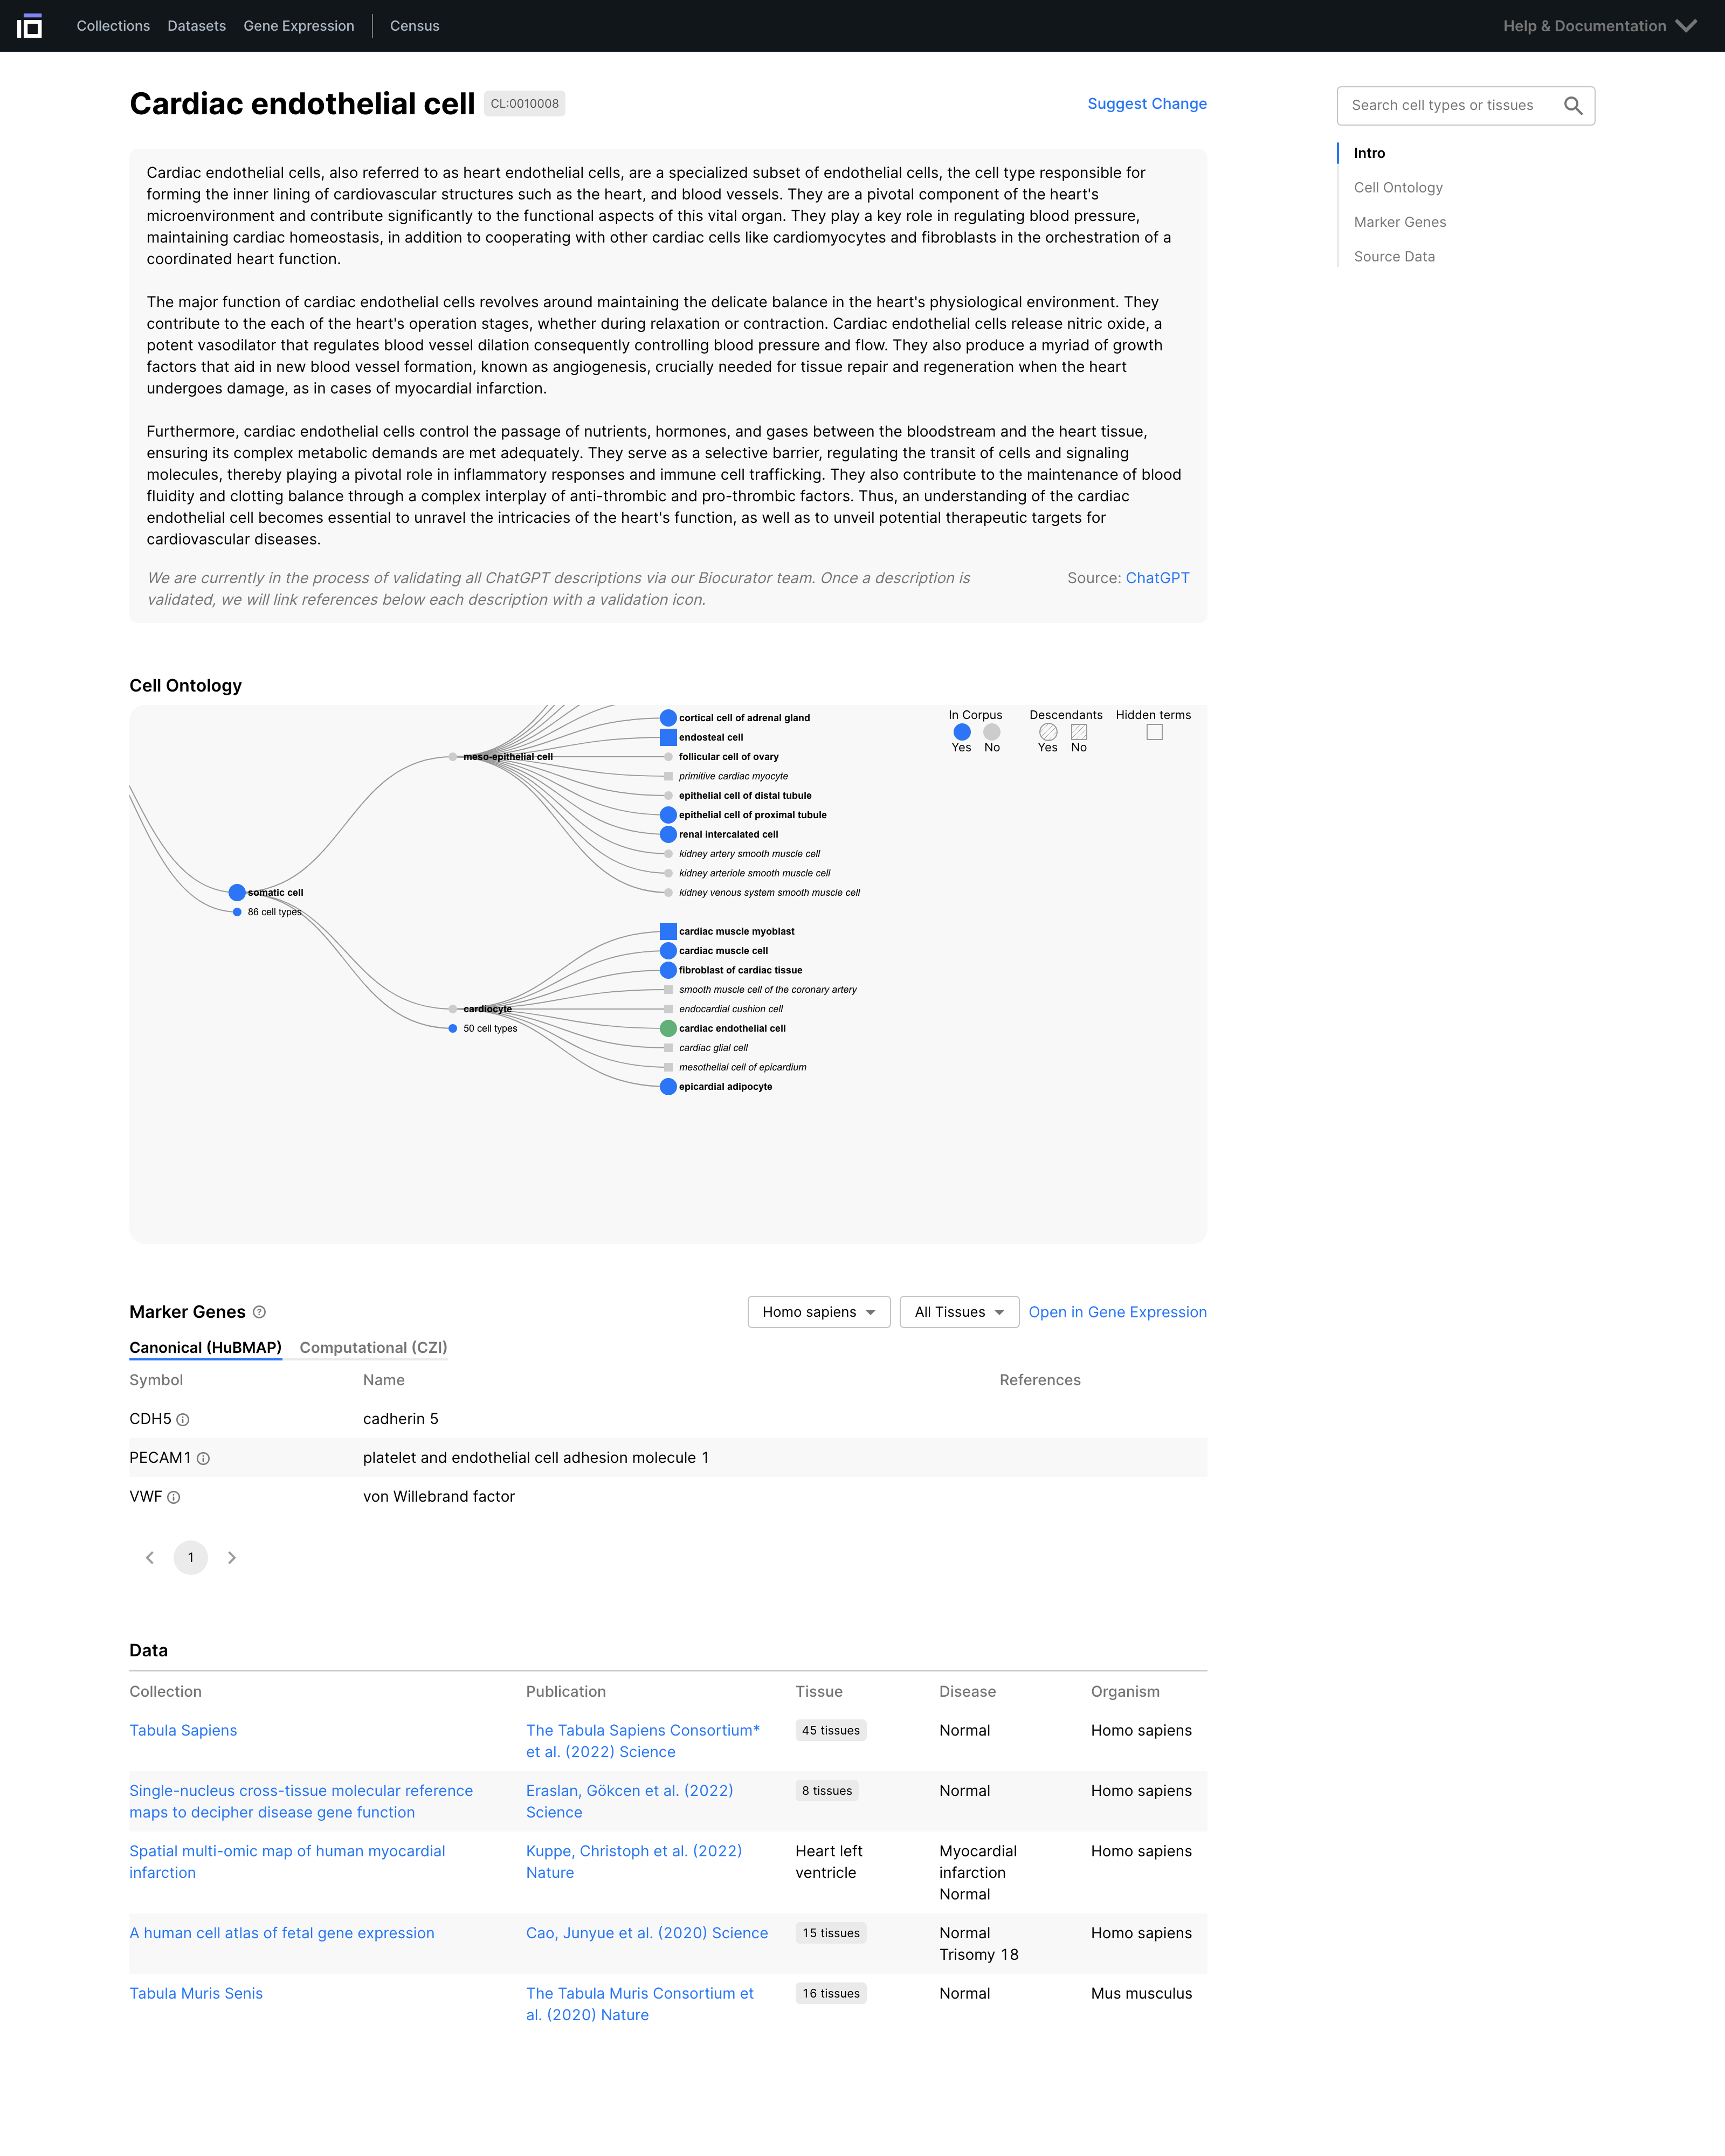 Collections Datasets Gene Expression Census Help & Documentation
Cardiac endothelial cell CL:0010008 Suggest Change
Search cell types or tissues
Intro
Cell Ontology
Marker Genes
Source Data
Cardiac endothelial cells, also referred to as heart endothelial cells, are a specialized subset of endothelial cells, the cell type responsible for
forming the inner lining of cardiovascular structures such as the heart, and blood vessels. They are a pivotal component of the heart's
microenvironment and contribute significantly to the functional aspects of this vital organ. They play a key role in regulating blood pressure,
maintaining cardiac homeostasis, in addition to cooperating with other cardiac cells like cardiomyocytes and fibroblasts in the orchestration of a
coordinated heart function.
The major function of cardiac endothelial cells revolves around maintaining the delicate balance in the heart's physiological environment. They
contribute to the each of the heart's operation stages, whether during relaxation or contraction. Cardiac endothelial cells release nitric oxide, a
potent vasodilator that regulates blood vessel dilation consequently controlling blood pressure and flow. They also produce a myriad of growth
factors that aid in new blood vessel formation, known as angiogenesis, crucially needed for tissue repair and regeneration when the heart
undergoes damage, as in cases of myocardial infarction.
Furthermore, cardiac endothelial cells control the passage of nutrients, hormones, and gases between the bloodstream and the heart tissue,
ensuring its complex metabolic demands are met adequately. They serve as a selective barrier, regulating the transit of cells and signaling
molecules, thereby playing a pivotal role in inflammatory responses and immune cell trafficking. They also contribute to the maintenance of blood
fluidity and clotting balance through a complex interplay of anti-thrombic and pro-thrombic factors. Thus, an understanding of the cardiac
endothelial cell becomes essential to unravel the intricacies of the heart's function, as well as to unveil potential therapeutic targets for
cardiovascular diseases.
We are currently in the process of validating all ChatGPT descriptions via our Biocurator team. Once a description is
validated, we will link references below each description with a validation icon.
Source: ChatGPT
Cell Ontology
In Corpus Descendants Hidden terms
Yes No Yes No
cortical cell of adrenal gland
endosteal cell
meso-epithelial cell
follicular cell of ovary
primitive cardiac myocyte
epithelial cell of distal tubule
epithelial cell of proximal tubule
renal intercalated cell
kidney artery smooth muscle cell
kidney arteriole smooth muscle cell
kidney venous system smooth muscle cell
somatic cell
86 cell types
cardiac muscle myoblast
cardiac muscle cell
fibroblast of cardiac tissue
smooth muscle cell of the coronary artery
cardiocyte
endocardial cushion cell
50 cell types
cardiac endothelial cell
cardiac glial cell
mesothelial cell of epicardium
epicardial adipocyte
Marker Genes Homo sapiens All Tissues Open in Gene Expression
Canonical (HuBMAP) Computational (CZI)
Symbol Name References
CDH5 cadherin 5
PECAM1 platelet and endothelial cell adhesion molecule 1
VWF von Willebrand factor
1
Data
Collection Publication Tissue Disease Organism
Tabula Sapiens The Tabula Sapiens Consortium* 45 tissues Normal Homo sapiens
et al. (2022) Science
Single-nucleus cross-tissue molecular reference Eraslan, Gökcen et al. (2022) 8 tissues Normal Homo sapiens
maps to decipher disease gene function Science
Spatial multi-omic map of human myocardial Kuppe, Christoph et al. (2022) Heart left Myocardial Homo sapiens
infarction Nature ventricle infarction
Normal
A human cell atlas of fetal gene expression Cao, Junyue et al. (2020) Science 15 tissues Normal Homo sapiens
Trisomy 18
Tabula Muris Senis The Tabula Muris Consortium et 16 tissues Normal Mus musculus
al. (2020) Nature